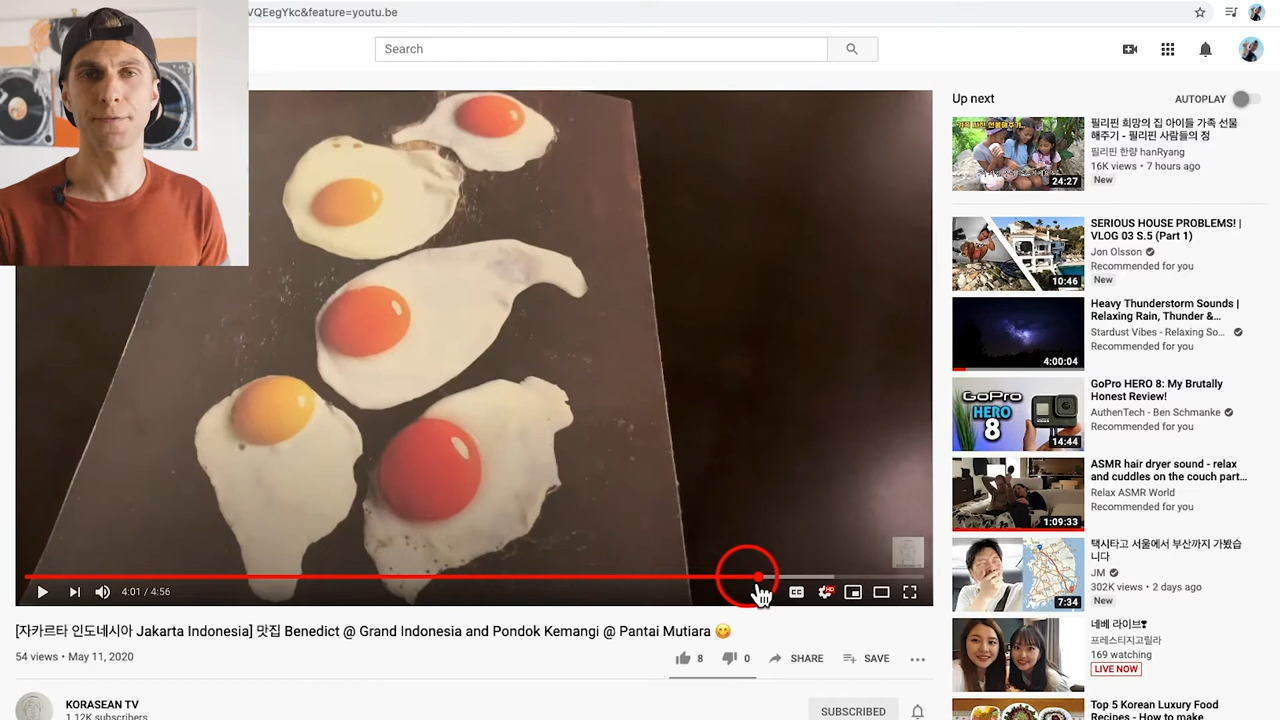 VQEegYkc&feature=youtu.be
Search
4:01 / 4:56
CC
HD
[자카르타 인도네시아 Jakarta Indonesia] 맛집 Benedict @ Grand Indonesia and Pondok Kemangi @ Pantai Mutiara 😋
54 views • May 11, 2020
8
0
SHARE
SAVE
KORASEAN TV
1.12K subscribers
SUBSCRIBED
Up next
AUTOPLAY
24:27
필리핀 희망의 집 아이들 가족 선물
해주기 - 필리핀 사람들의 정
필리핀 한량 hanRyang
16K views • 7 hours ago
New
10:46
SERIOUS HOUSE PROBLEMS! |
VLOG 03 S.5 (Part 1)
Jon Olsson
Recommended for you
New
4:00:04
Heavy Thunderstorm Sounds |
Relaxing Rain, Thunder &...
Stardust Vibes - Relaxing So...
Recommended for you
GoPro
HERO
8
14:44
GoPro HERO 8: My Brutally
Honest Review!
AuthenTech - Ben Schmanke
Recommended for you
1:09:33
ASMR hair dryer sound - relax
and cuddles on the couch part...
Relax ASMR World
Recommended for you
7:34
택시타고 서울에서 부산까지 가봤습
니다
JM
302K views • 2 days ago
New
네베 라이브❣
프레스티지고릴라
169 watching
LIVE NOW
Top 5 Korean Luxury Food
Recipes - How to make